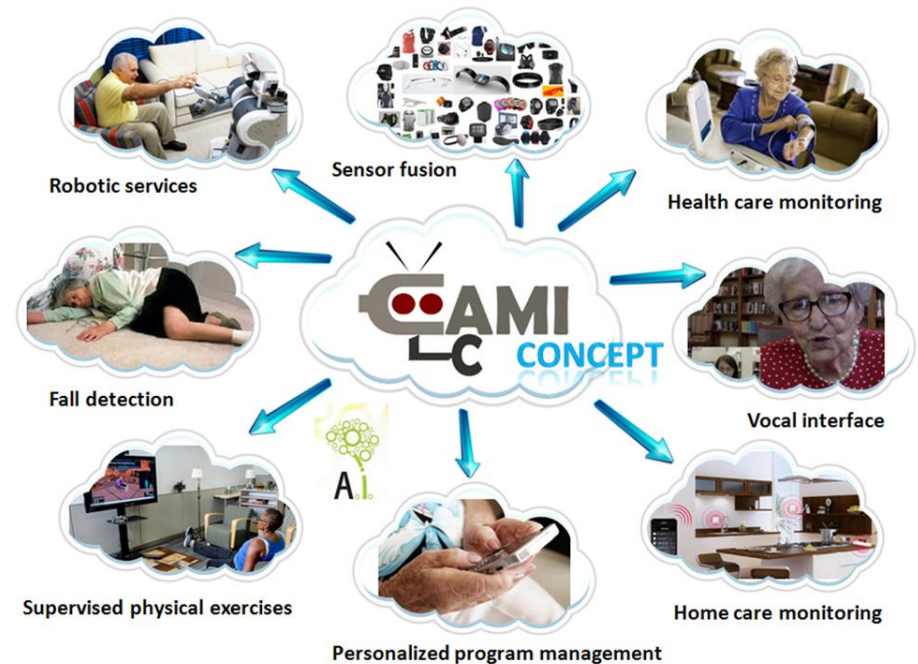 Robotic services
Sensor fusion
Health care monitoring
CAMI
C CONCEPT
Fall detection
Vocal interface
A
Supervised physical exercises
Home care monitoring
Personalized program management